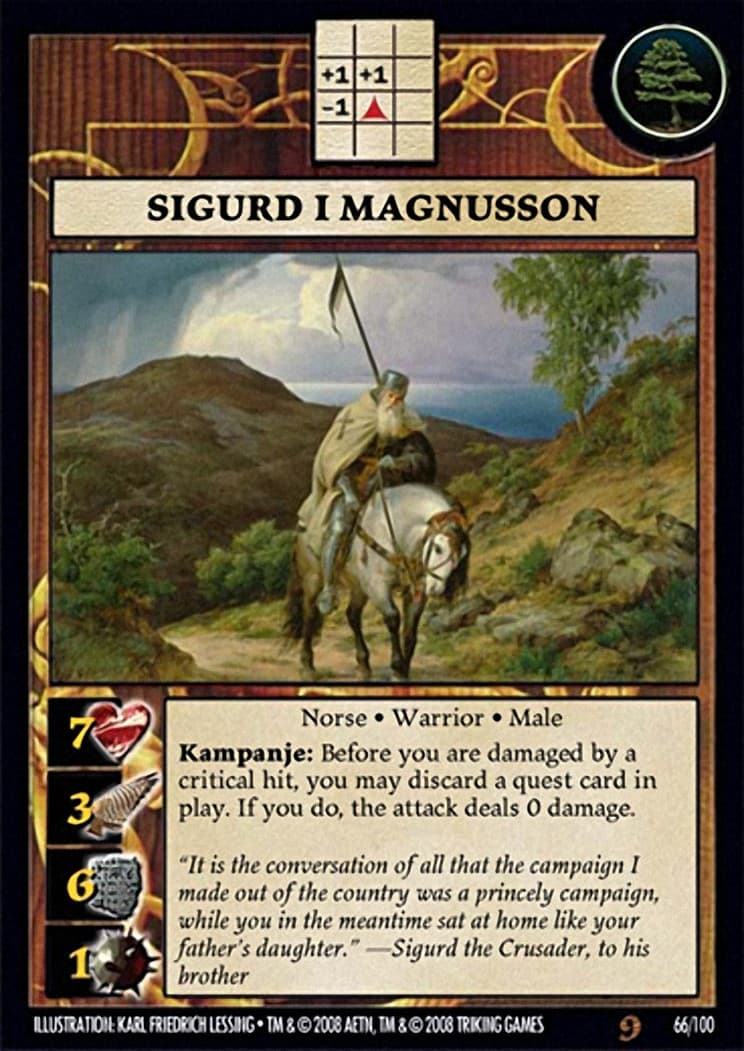 +1 +1
-1
SIGURD I MAGNUSSON
7
3
6
1
Norse • Warrior • Male
Kampanje: Before you are damaged by a
critical hit, you may discard a quest card in
play. If you do, the attack deals 0 damage.
“It is the conversation of all that the campaign I
made out of the country was a princely campaign,
while you in the meantime sat at home like your
father’s daughter.” —Sigurd the Crusader, to his
brother
ILLUSTRATION: KARL FRIEDRICH LESSING • TM & © 2008 AETN, TM & © 2008 TRIKING GAMES 9 66/100